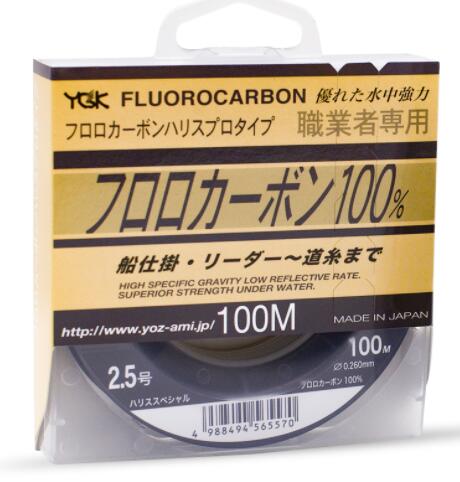 YGK FLUOROCARBON 優れた水中強力
フロロカーボンハリスプロタイプ 職業者専用
フロロカーボン100%
船仕掛・リーダー〜道糸まで
HIGH SPECIFIC GRAVITY LOW REFLECTIVE RATE.
SUPERIOR STRENGTH UNDER WATER.
http://www.yoz-ami.jp/ 100M MADE IN JAPAN
2.5号 100M
∅ 0.260mm
ハリススペシャル フロロカーボン 100%
4 988494 565570